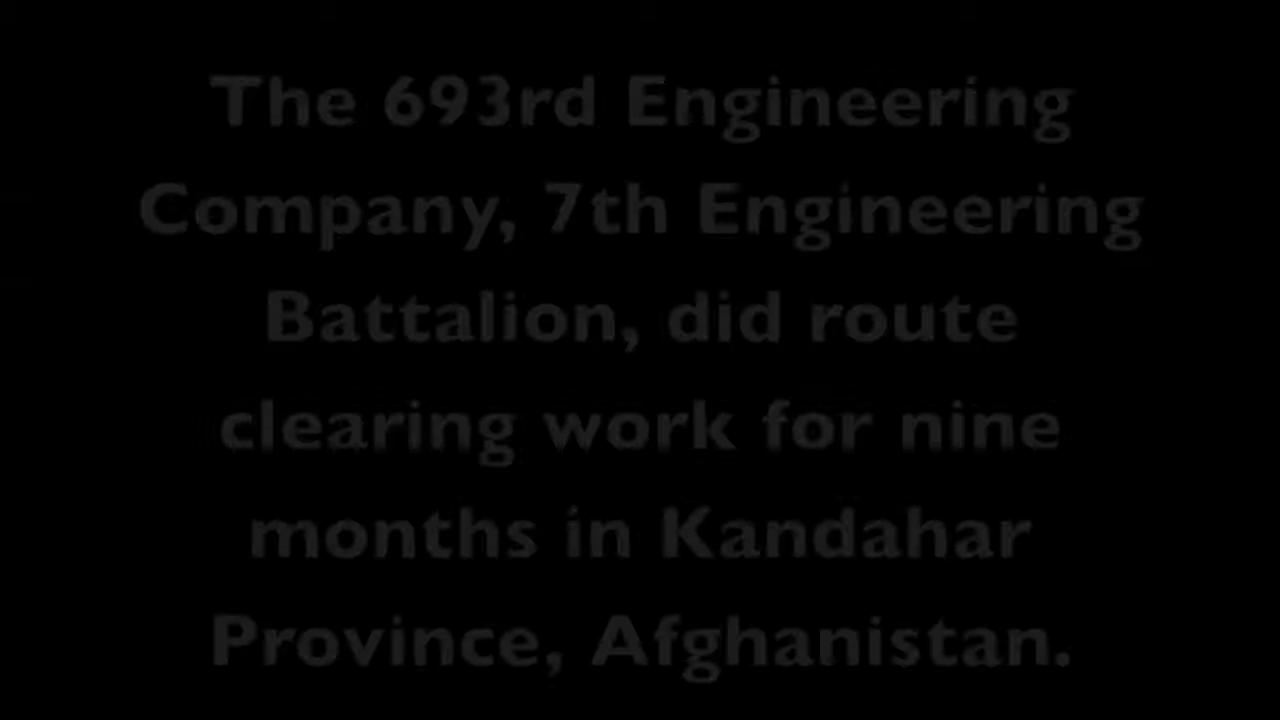 The 693rd Engineering
Company, 7th Engineering
Battalion, did route
clearing work for nine
months in Kandahar
Province, Afghanistan.